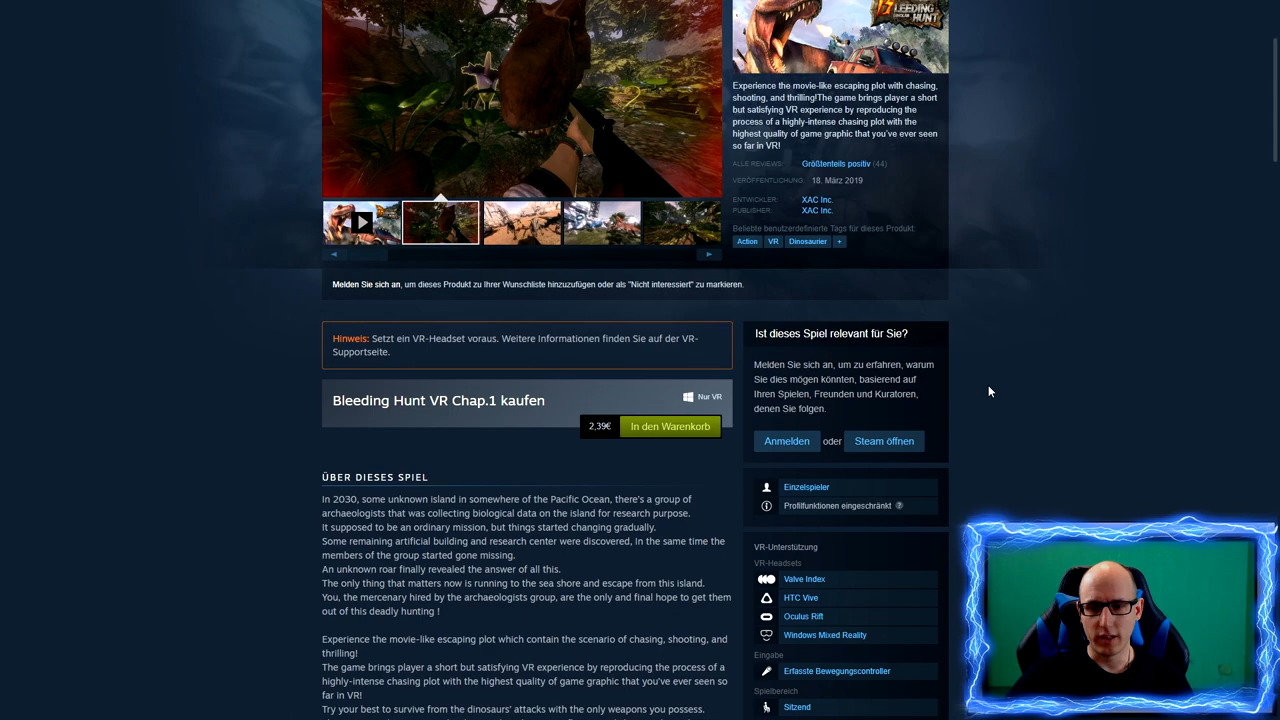 BLEEDING
HUNT
Experience the movie-like escaping plot with chasing,
shooting, and thrilling!The game brings player a short
but satisfying VR experience by reproducing the
process of a highly-intense chasing plot with the
highest quality of game graphic that you've ever seen
so far in VR!
ALLE REVIEWS: Größtenteils positiv (44)
VERÖFFENTLICHUNG: 18. März 2019
ENTWICKLER: XAC Inc.
PUBLISHER: XAC Inc.
Beliebte benutzerdefinierte Tags für dieses Produkt:
Action VR Dinosaurier +
Melden Sie sich an, um dieses Produkt zu Ihrer Wunschliste hinzuzufügen oder als "Nicht interessiert" zu markieren.
Hinweis: Setzt ein VR-Headset voraus. Weitere Informationen finden Sie auf der VR-
Supportseite.
Bleeding Hunt VR Chap.1 kaufen
Nur VR
2,39€ In den Warenkorb
ÜBER DIESES SPIEL
In 2030, some unknown island in somewhere of the Pacific Ocean, there's a group of
archaeologists that was collecting biological data on the island for research purpose.
It supposed to be an ordinary mission, but things started changing gradually.
Some remaining artificial building and research center were discovered, in the same time the
members of the group started gone missing.
An unknown roar finally revealed the answer of all this.
The only thing that matters now is running to the sea shore and escape from this island.
You, the mercenary hired by the archaeologists group, are the only and final hope to get them
out of this deadly hunting !
Experience the movie-like escaping plot which contain the scenario of chasing, shooting, and
thrilling!
The game brings player a short but satisfying VR experience by reproducing the process of a
highly-intense chasing plot with the highest quality of game graphic that you've ever seen so
far in VR!
Try your best to survive from the dinosaurs' attacks with the only weapons you possess.
Ist dieses Spiel relevant für Sie?
Melden Sie sich an, um zu erfahren, warum
Sie dies mögen könnten, basierend auf
Ihren Spielen, Freunden und Kuratoren,
denen Sie folgen.
Anmelden oder Steam öffnen
Einzelspieler
Profilfunktionen eingeschränkt ?
VR-Unterstützung
VR-Headsets
Valve Index
HTC Vive
Oculus Rift
Windows Mixed Reality
Eingabe
Erfasste Bewegungscontroller
Spielbereich
Sitzend